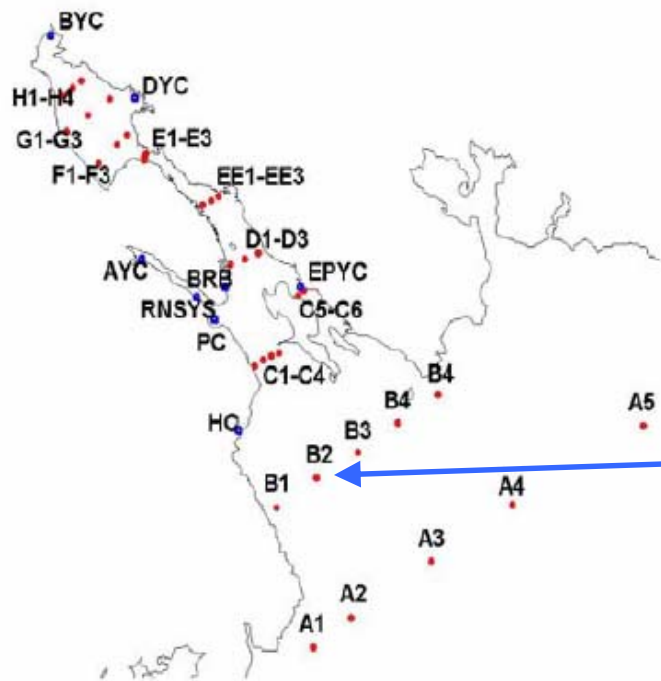 BYC
H1-H4
DYC
G1-G3
E1-E3
F1-F3
EE1-EE3
D1-D3
AYC
BRB
EPYC
RNSYS
C5-C6
PC
C1-C4
B4
B4
A5
HC
B3
B2
B1
A4
A3
A2
A1